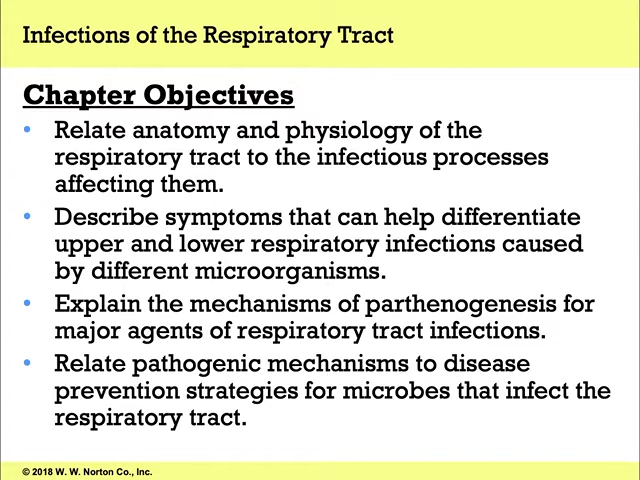 Infections of the Respiratory Tract
Chapter Objectives
• Relate anatomy and physiology of the
respiratory tract to the infectious processes
affecting them.
• Describe symptoms that can help differentiate
upper and lower respiratory infections caused
by different microorganisms.
• Explain the mechanisms of parthenogenesis for
major agents of respiratory tract infections.
• Relate pathogenic mechanisms to disease
prevention strategies for microbes that infect the
respiratory tract.
© 2018 W. W. Norton Co., Inc.